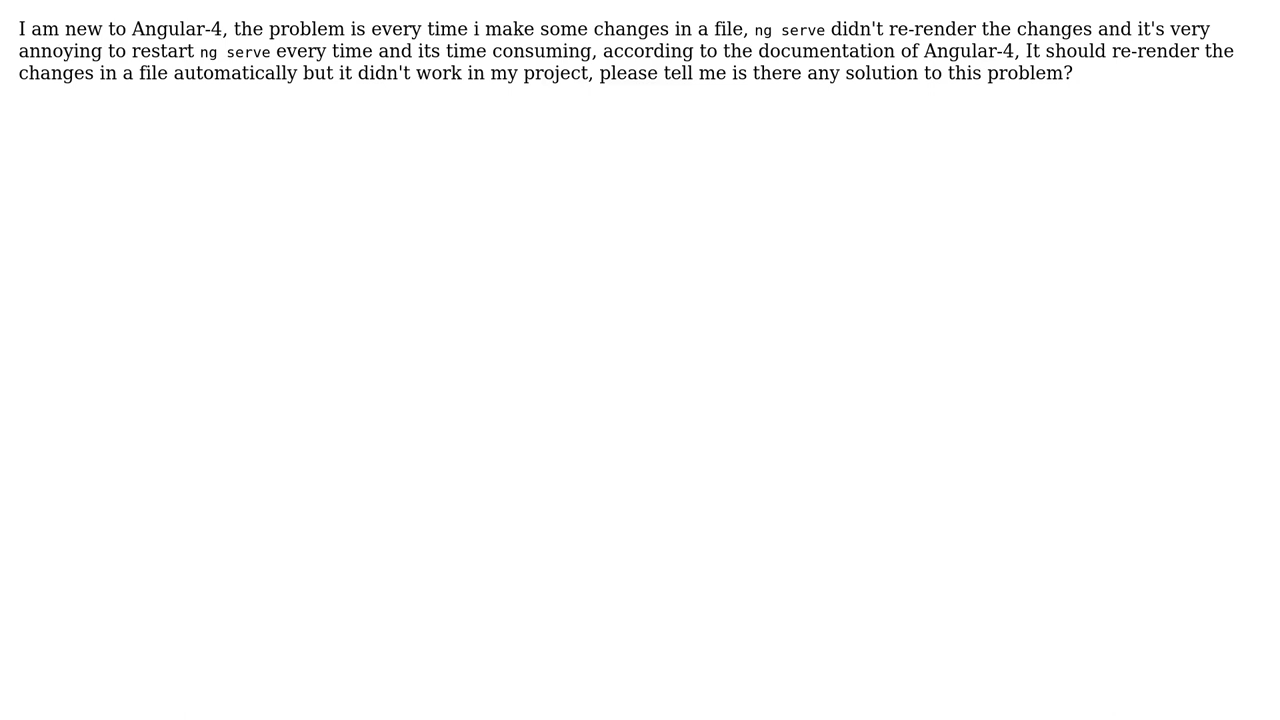 I am new to Angular-4, the problem is every time i make some changes in a file, ng serve didn't re-render the changes and it's very
annoying to restart ng serve every time and its time consuming, according to the documentation of Angular-4, It should re-render the
changes in a file automatically but it didn't work in my project, please tell me is there any solution to this problem?